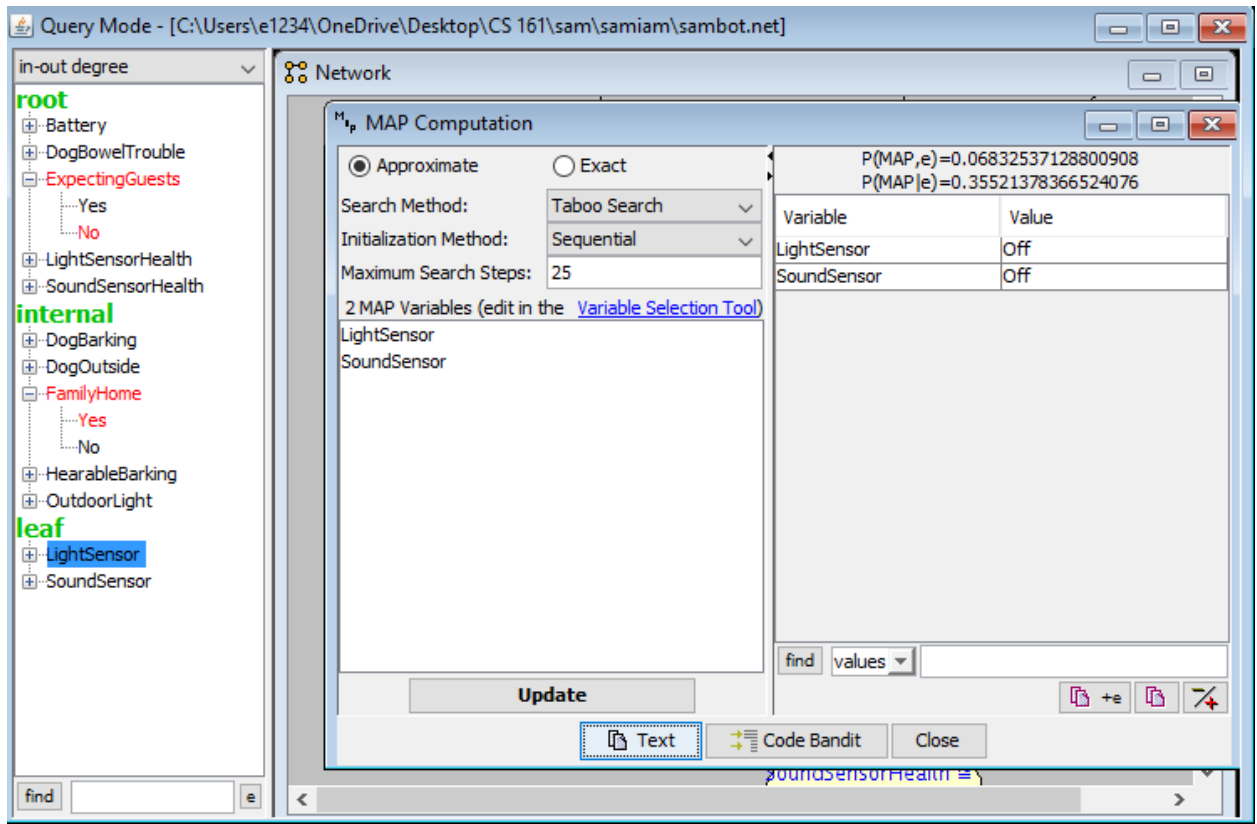 Query Mode - [C:\Users\e1234\OneDrive\Desktop\CS 161\sam\samiam\sambot.net]
in-out degree
root
Battery
DogBowelTrouble
ExpectingGuests
Yes
No
LightSensorHealth
SoundSensorHealth
internal
DogBarking
DogOutside
FamilyHome
Yes
No
HearableBarking
OutdoorLight
leaf
LightSensor
SoundSensor
find
e
Network
MAP Computation
Approximate Exact
Search Method: Taboo Search
Initialization Method: Sequential
Maximum Search Steps: 25
2 MAP Variables (edit in the Variable Selection Tool)
LightSensor
SoundSensor
Update
P(MAP,e)=0.06832537128800908
P(MAP|e)=0.35521378366524076
Variable Value
LightSensor Off
SoundSensor Off
find values
+e
Text Code Bandit Close
SoundSensorHealth =